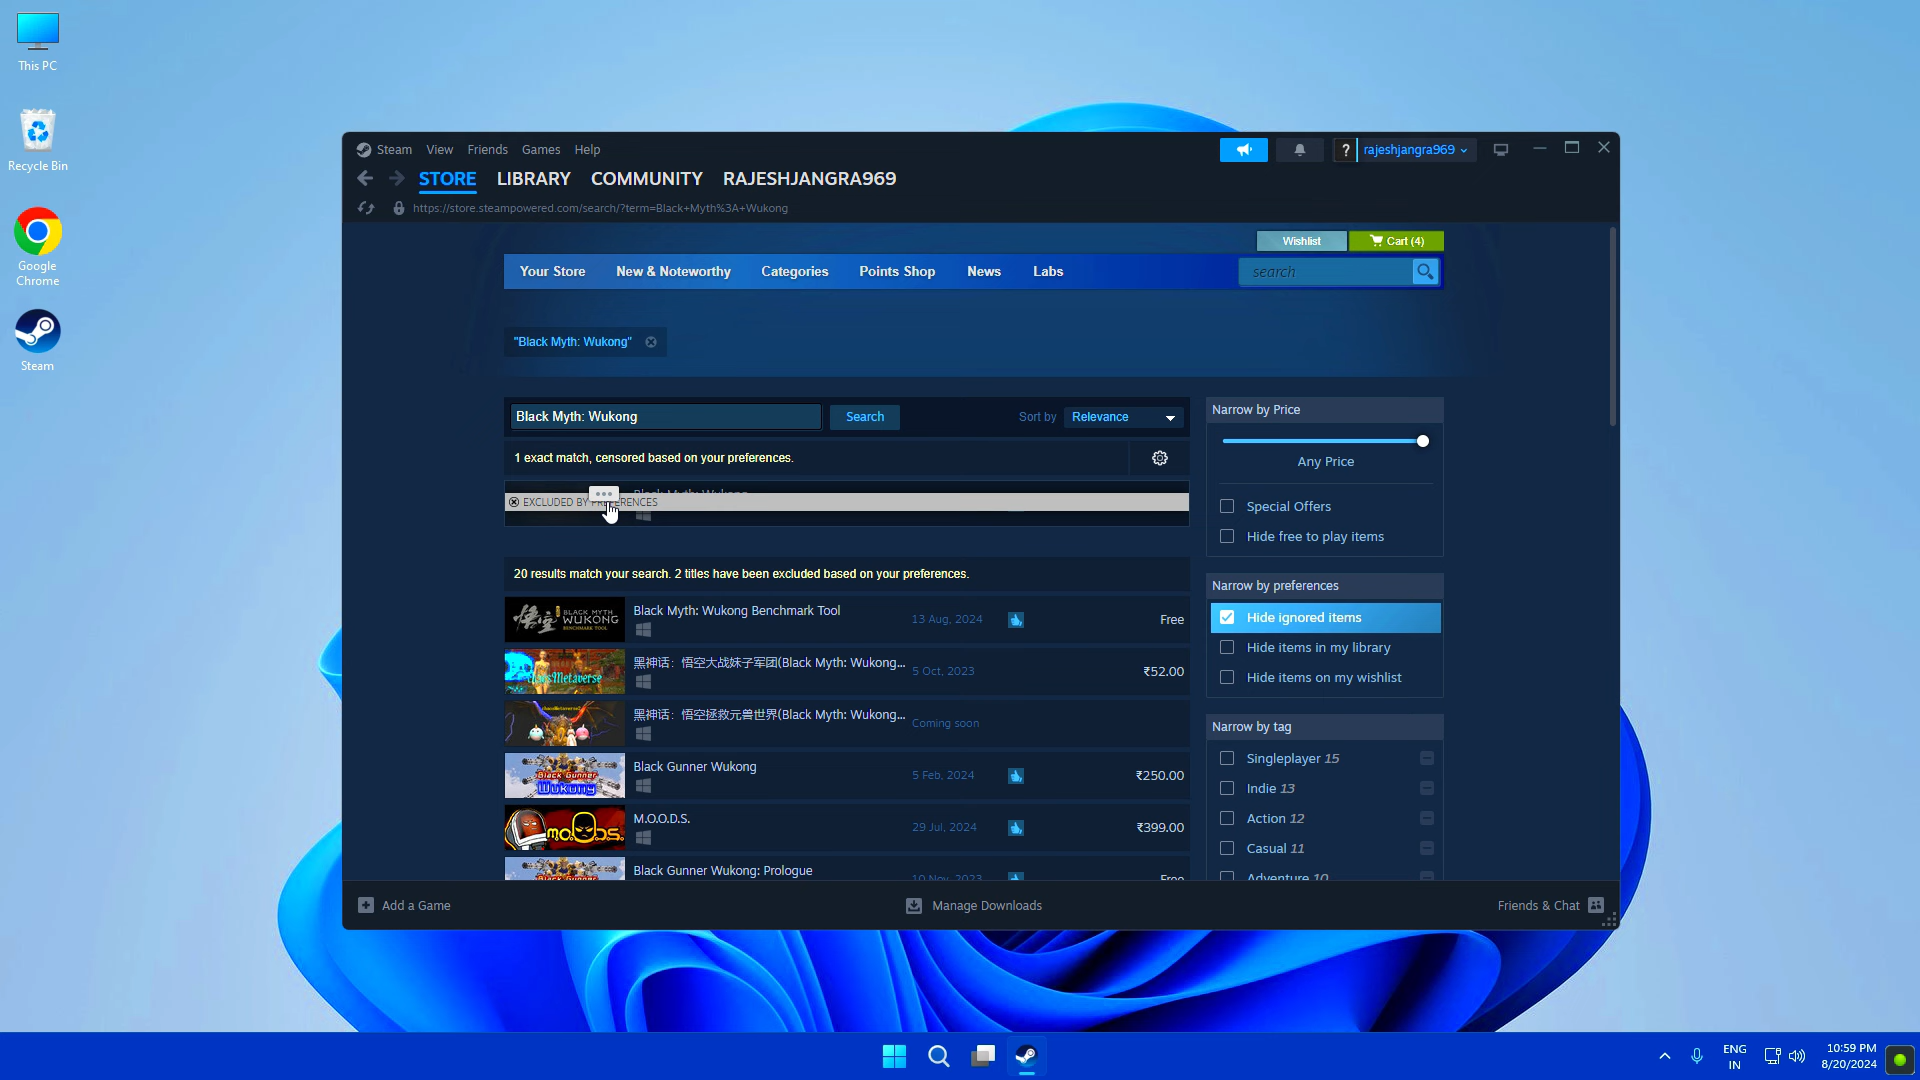 This PC
Recycle Bin
Google
Chrome
Steam
Steam View Friends Games Help
? rajeshjangra969
STORE LIBRARY COMMUNITY RAJESHJANGRA969
https://store.steampowered.com/search/?term=Black+Myth%3A+Wukong
Wishlist Cart (4)
Your Store New & Noteworthy Categories Points Shop News Labs search
"Black Myth: Wukong"
Black Myth: Wukong Search Sort by Relevance
1 exact match, censored based on your preferences.
Black Myth: Wukong
EXCLUDED BY PREFERENCES
20 results match your search. 2 titles have been excluded based on your preferences.
BLACK MYTH
WUKONG
BENCHMARK TOOL
Black Myth: Wukong Benchmark Tool 13 Aug, 2024 Free
黑神话：悟空大战妹子军团(Black Myth: Wukong... 5 Oct, 2023 ₹52.00
黑神话：悟空拯救元兽世界(Black Myth: Wukong... Coming soon
Black Gunner
Wukong
Black Gunner Wukong 5 Feb, 2024 ₹250.00
M.O.O.D.S.
M.O.O.D.S. 29 Jul, 2024 ₹399.00
Black Gunner Wukong: Prologue 10 Nov, 2023 Free
Narrow by Price
Any Price
Special Offers
Hide free to play items
Narrow by preferences
Hide ignored items
Hide items in my library
Hide items on my wishlist
Narrow by tag
Singleplayer 15
Indie 13
Action 12
Casual 11
Adventure 10
Add a Game Manage Downloads Friends & Chat
ENG
IN
10:59 PM
8/20/2024